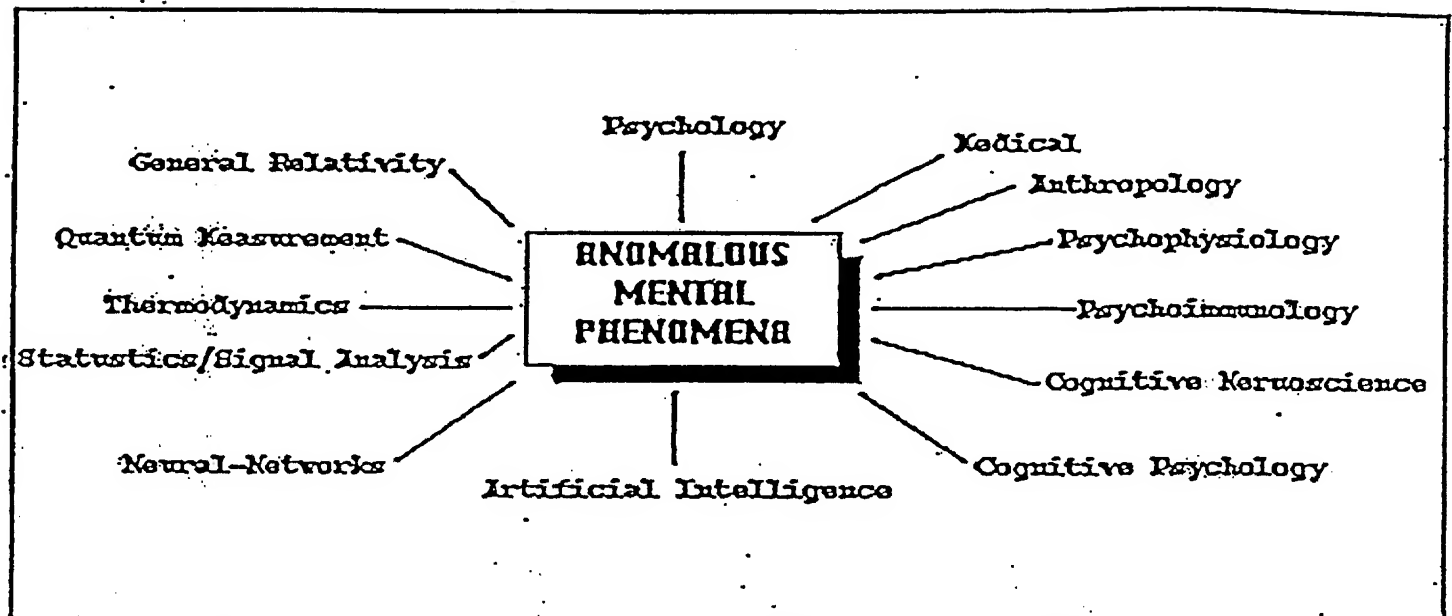 Psychology
Medical
General Relativity
Anthropology
Quantum Measurement
ANOMALOUS
MENTAL
PHENOMENA
Psychophysiology
Thermodynamics
Psychoimmunology
Statustics/Signal Analysis
Cognitive Neruoscience
Neural-Networks
Cognitive Psychology
Artificial Intelligence